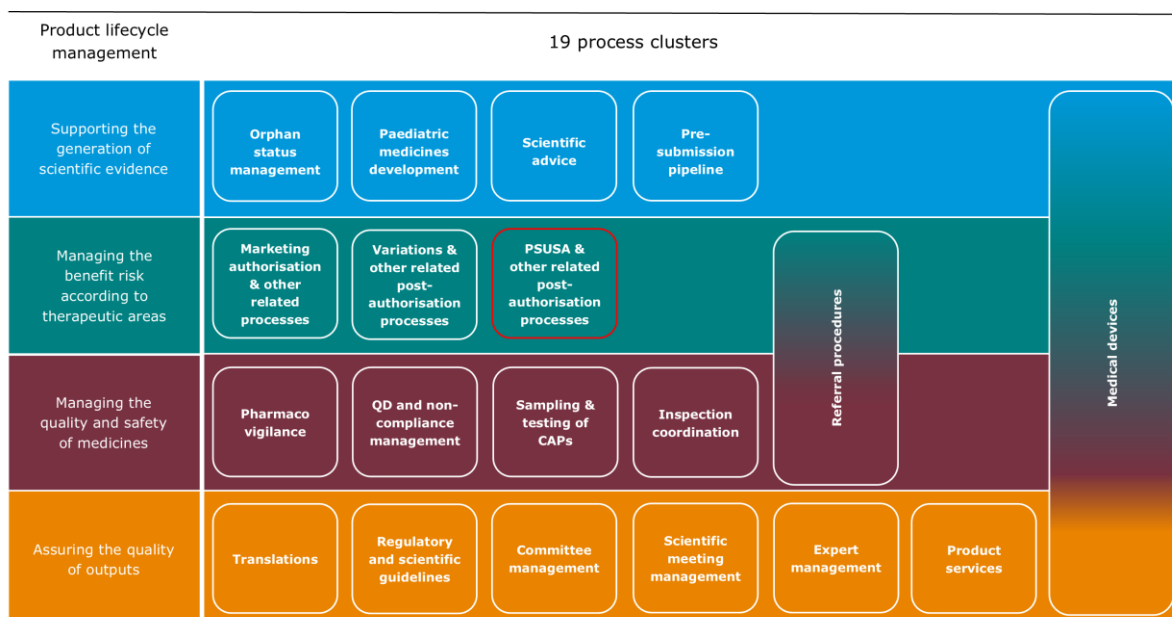 Product lifecycle
management
19 process clusters
Supporting the
generation of
scientific evidence
Orphan
status
management
Paediatric
medicines
development
Scientific
advice
Pre-
submission
pipeline
Managing the
benefit risk
according to
therapeutic areas
Marketing
authorisation
& other
related
processes
Variations &
other related
post-
authorisation
processes
PSUSA &
other related
post-
authorisation
processes
Referral procedures
Medical devices
Managing the
quality and safety
of medicines
Pharmaco
vigilance
QD and non-
compliance
management
Sampling &
testing of
CAPs
Inspection
coordination
Assuring the quality
of outputs
Translations
Regulatory
and scientific
guidelines
Committee
management
Scientific
meeting
management
Expert
management
Product
services